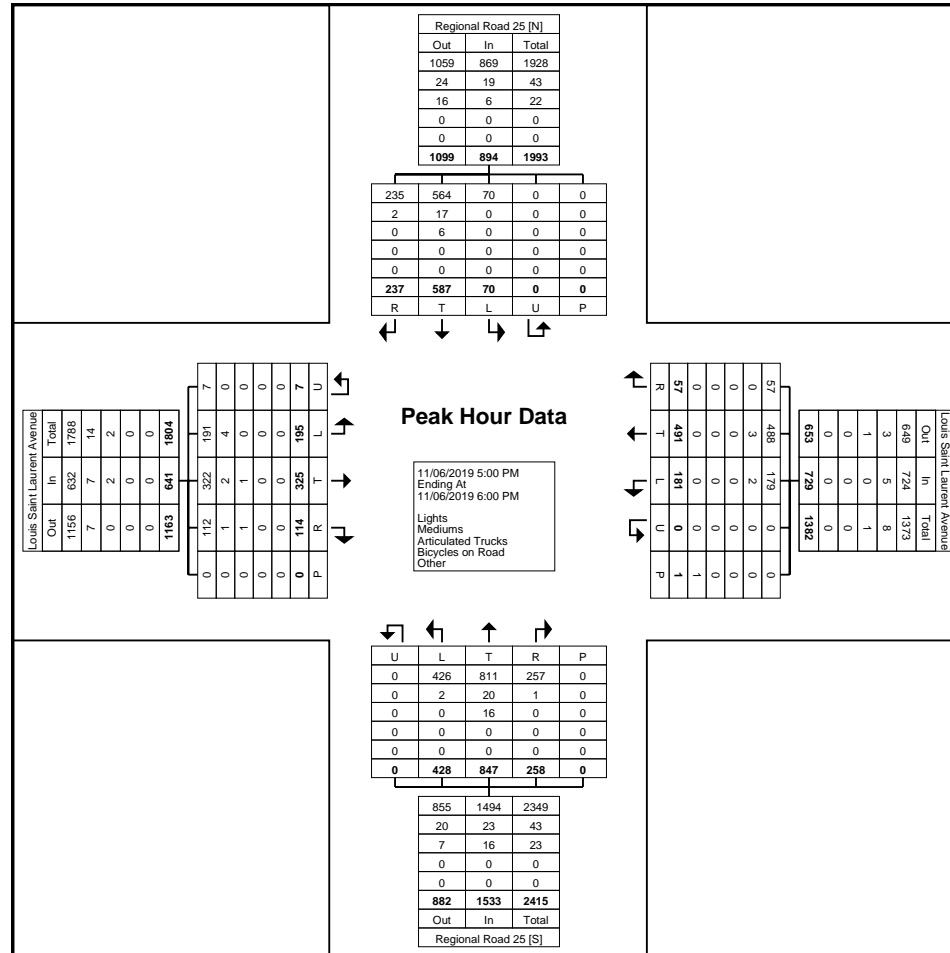 Regional Road 25 [N]
Out In Total
1059 869 1928
24 19 43
16 6 22
0 0 0
0 0 0
1099 894 1993
235 564 70 0 0
2 17 0 0 0
0 6 0 0 0
0 0 0 0 0
0 0 0 0 0
237 587 70 0 0
R T L U P
Louis Saint Laurent Avenue
Total 1788 14 2 0 0 1804
In 632 7 2 0 0 641
Out 1156 7 0 0 0 1163
7 0 0 0 0 7 U
191 4 0 0 0 195 L
322 2 1 0 0 325 T
112 1 1 0 0 114 R
0 0 0 0 0 0 P
Peak Hour Data
11/06/2019 5:00 PM
Ending At
11/06/2019 6:00 PM
Lights
Mediums
Articulated Trucks
Bicycles on Road
Other
R 57 0 0 0 0 57
T 491 0 0 0 3 488
L 181 0 0 0 2 179
U 0 0 0 0 0 0
P 1 1 0 0 0 0
653 0 0 1 3 649 Out
729 0 0 0 5 724 In
1382 0 0 1 8 1373 Total
Louis Saint Laurent Avenue
U L T R P
0 426 811 257 0
0 2 20 1 0
0 0 16 0 0
0 0 0 0 0
0 0 0 0 0
0 428 847 258 0
855 1494 2349
20 23 43
7 16 23
0 0 0
0 0 0
882 1533 2415
Out In Total
Regional Road 25 [S]